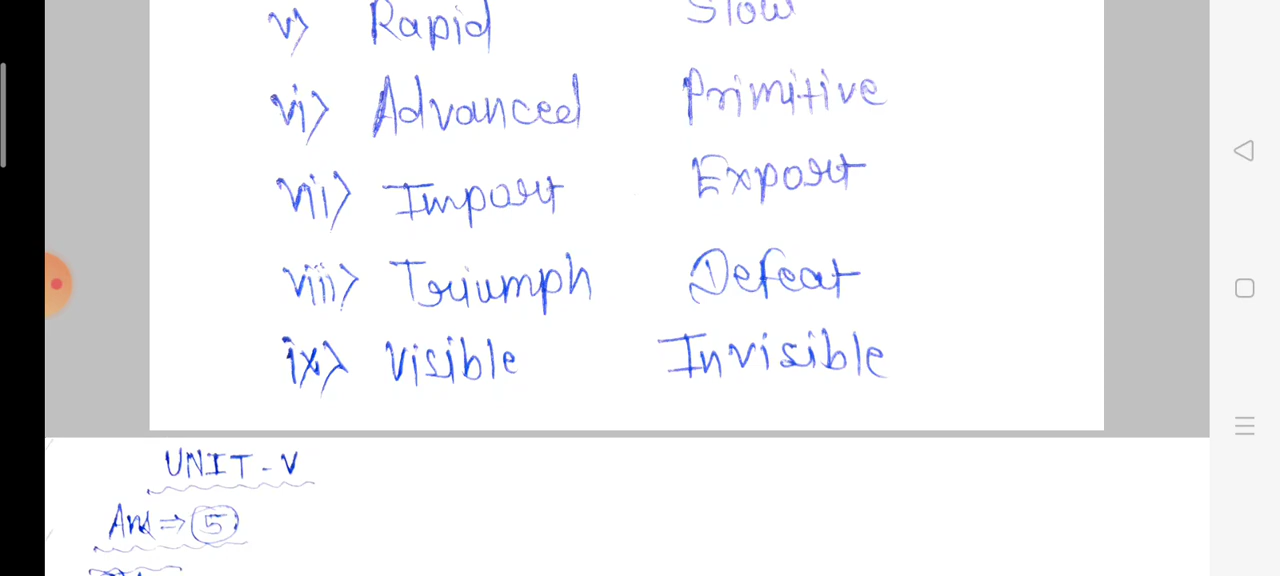 v) Rapid Slow
vi) Advanced Primitive
vii) Import Export
viii) Triumph Defeat
ix) Visible Invisible
UNIT-V
Ans ⇒ 5